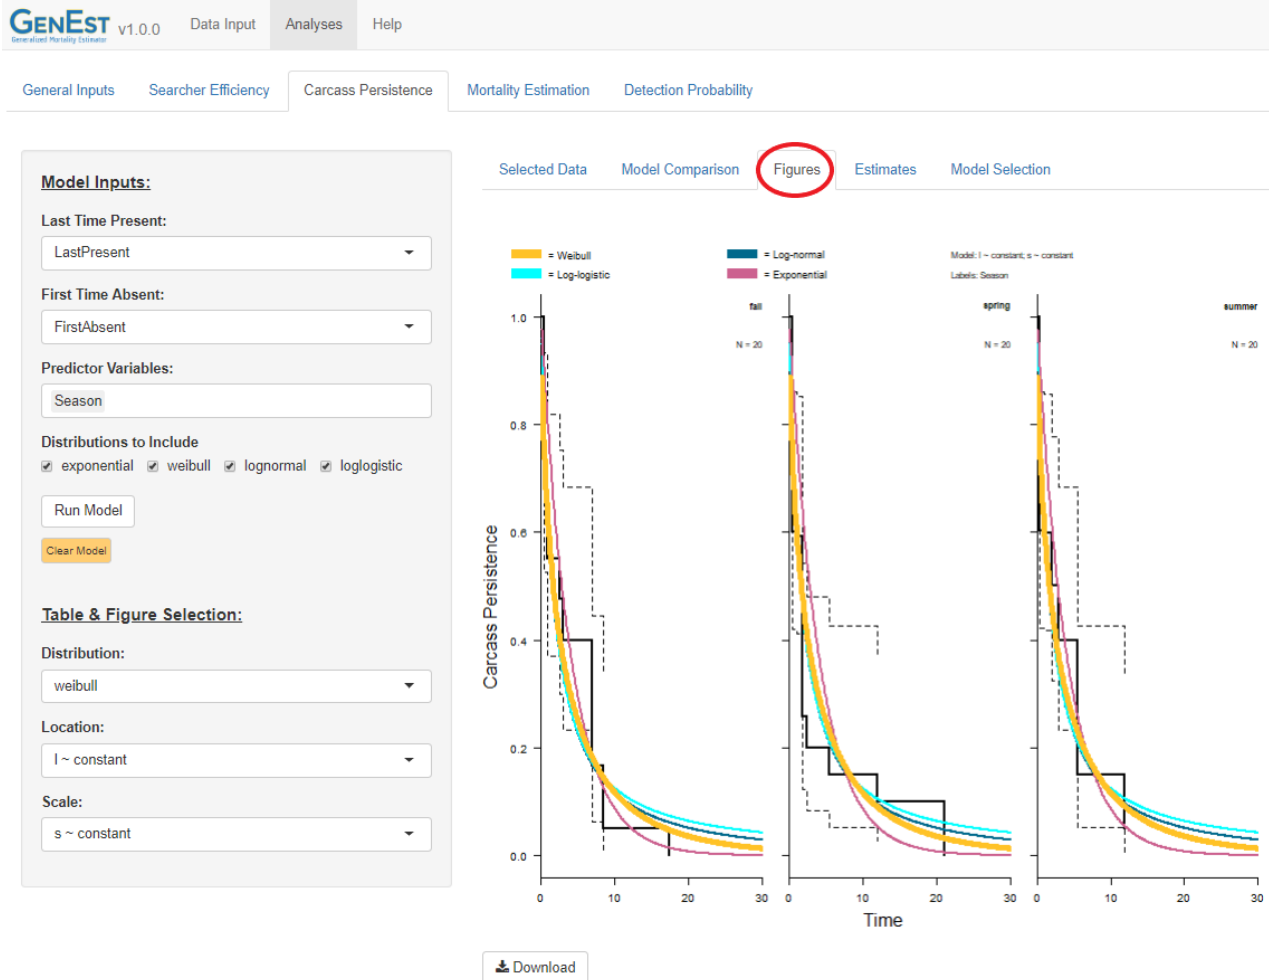 GENEST v1.0.0 Data Input Analyses Help
Generalized Mortality Estimator
General Inputs Searcher Efficiency Carcass Persistence Mortality Estimation Detection Probability
Selected Data Model Comparison Figures Estimates Model Selection
Model Inputs:
Last Time Present:
LastPresent
First Time Absent:
FirstAbsent
Predictor Variables:
Season
Distributions to Include
exponential weibull lognormal loglogistic
Run Model
Clear Model
Table & Figure Selection:
Distribution:
weibull
Location:
l ~ constant
Scale:
s ~ constant
= Weibull = Log-normal Model: l ~ constant; s ~ constant
= Log-logistic = Exponential Labels: Season
fall spring summer
N = 20 N = 20 N = 20
Carcass Persistence
1.0
0.8
0.6
0.4
0.2
0.0
0 10 20 30 0 10 20 30 0 10 20 30
Time
Download